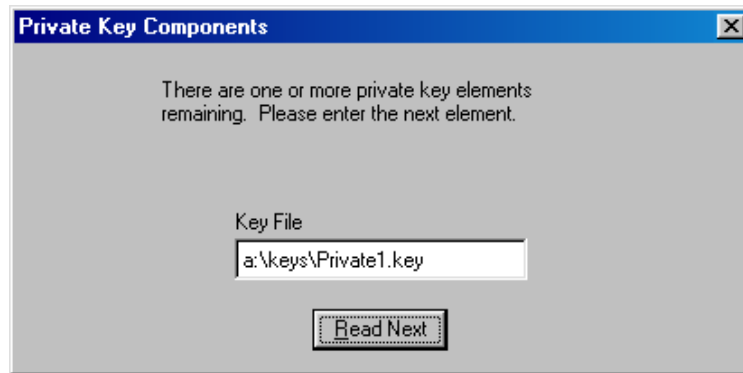 Private Key Components
There are one or more private key elements
remaining.  Please enter the next element.
Key File
a:\keys\Private1.key
Read Next